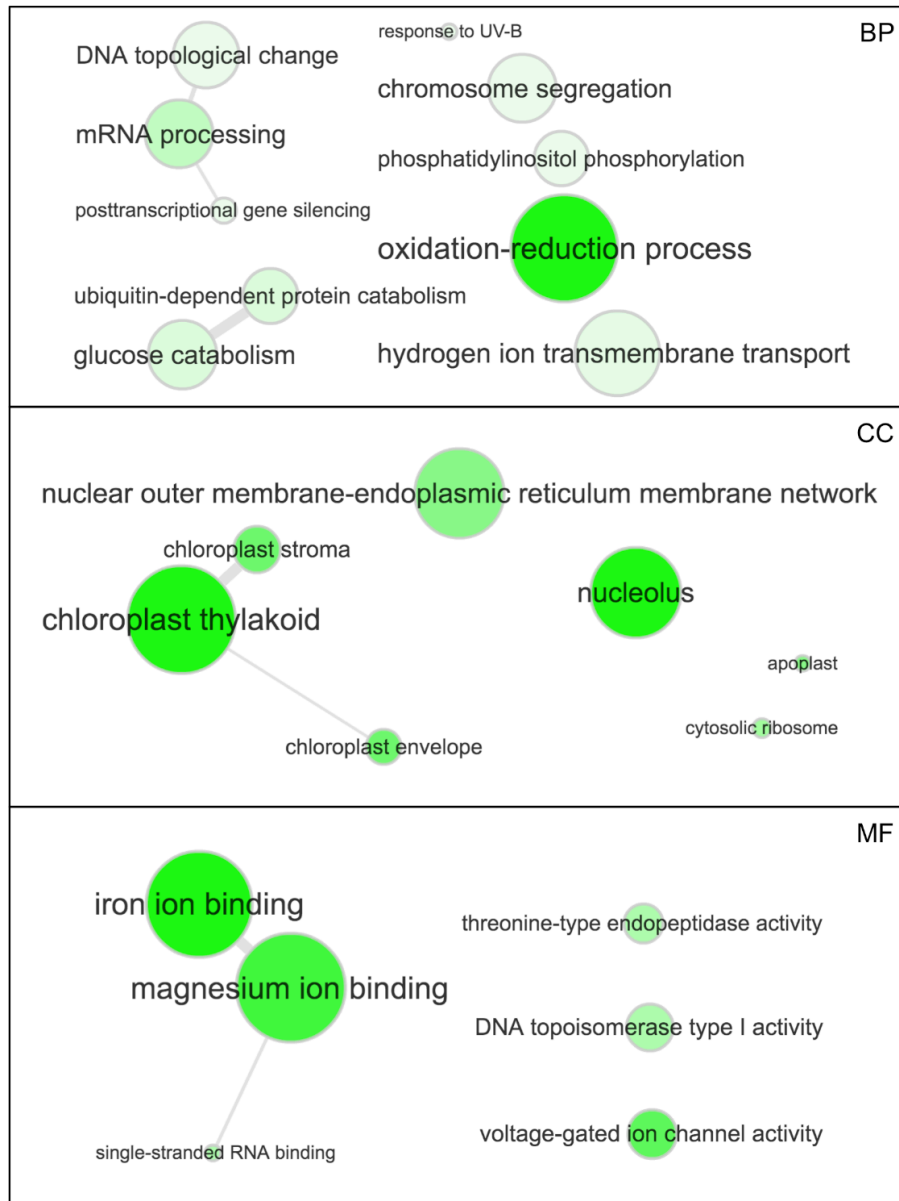 BP
DNA topological change
mRNA processing
posttranscriptional gene silencing
ubiquitin-dependent protein catabolism
glucose catabolism
response to UV-B
chromosome segregation
phosphatidylinositol phosphorylation
oxidation-reduction process
hydrogen ion transmembrane transport
CC
nuclear outer membrane-endoplasmic reticulum membrane network
chloroplast stroma
chloroplast thylakoid
chloroplast envelope
nucleolus
apoplast
cytosolic ribosome
MF
iron ion binding
magnesium ion binding
single-stranded RNA binding
threonine-type endopeptidase activity
DNA topoisomerase type I activity
voltage-gated ion channel activity